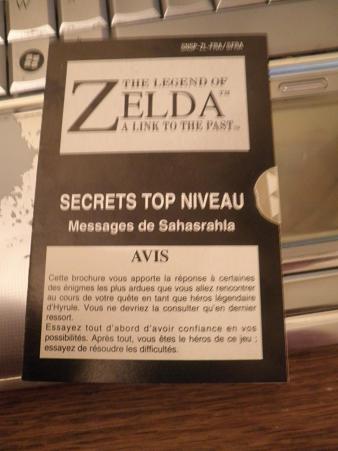 SNSP-ZL-FRA/SFRA
THE LEGEND OF
ZELDA™
A LINK TO THE PAST™
SECRETS TOP NIVEAU
Messages de Sahasrahla
AVIS
Cette brochure vous apporte la réponse à certaines
des énigmes les plus ardues que vous allez rencontrer
au cours de votre quête en tant que héros légendaire
d'Hyrule. Vous ne devriez la consulter qu'en dernier
ressort.
Essayez tout d'abord d'avoir confiance en vos
possibilités. Après tout, vous êtes le héros de ce jeu ;
essayez de résoudre les difficultés.